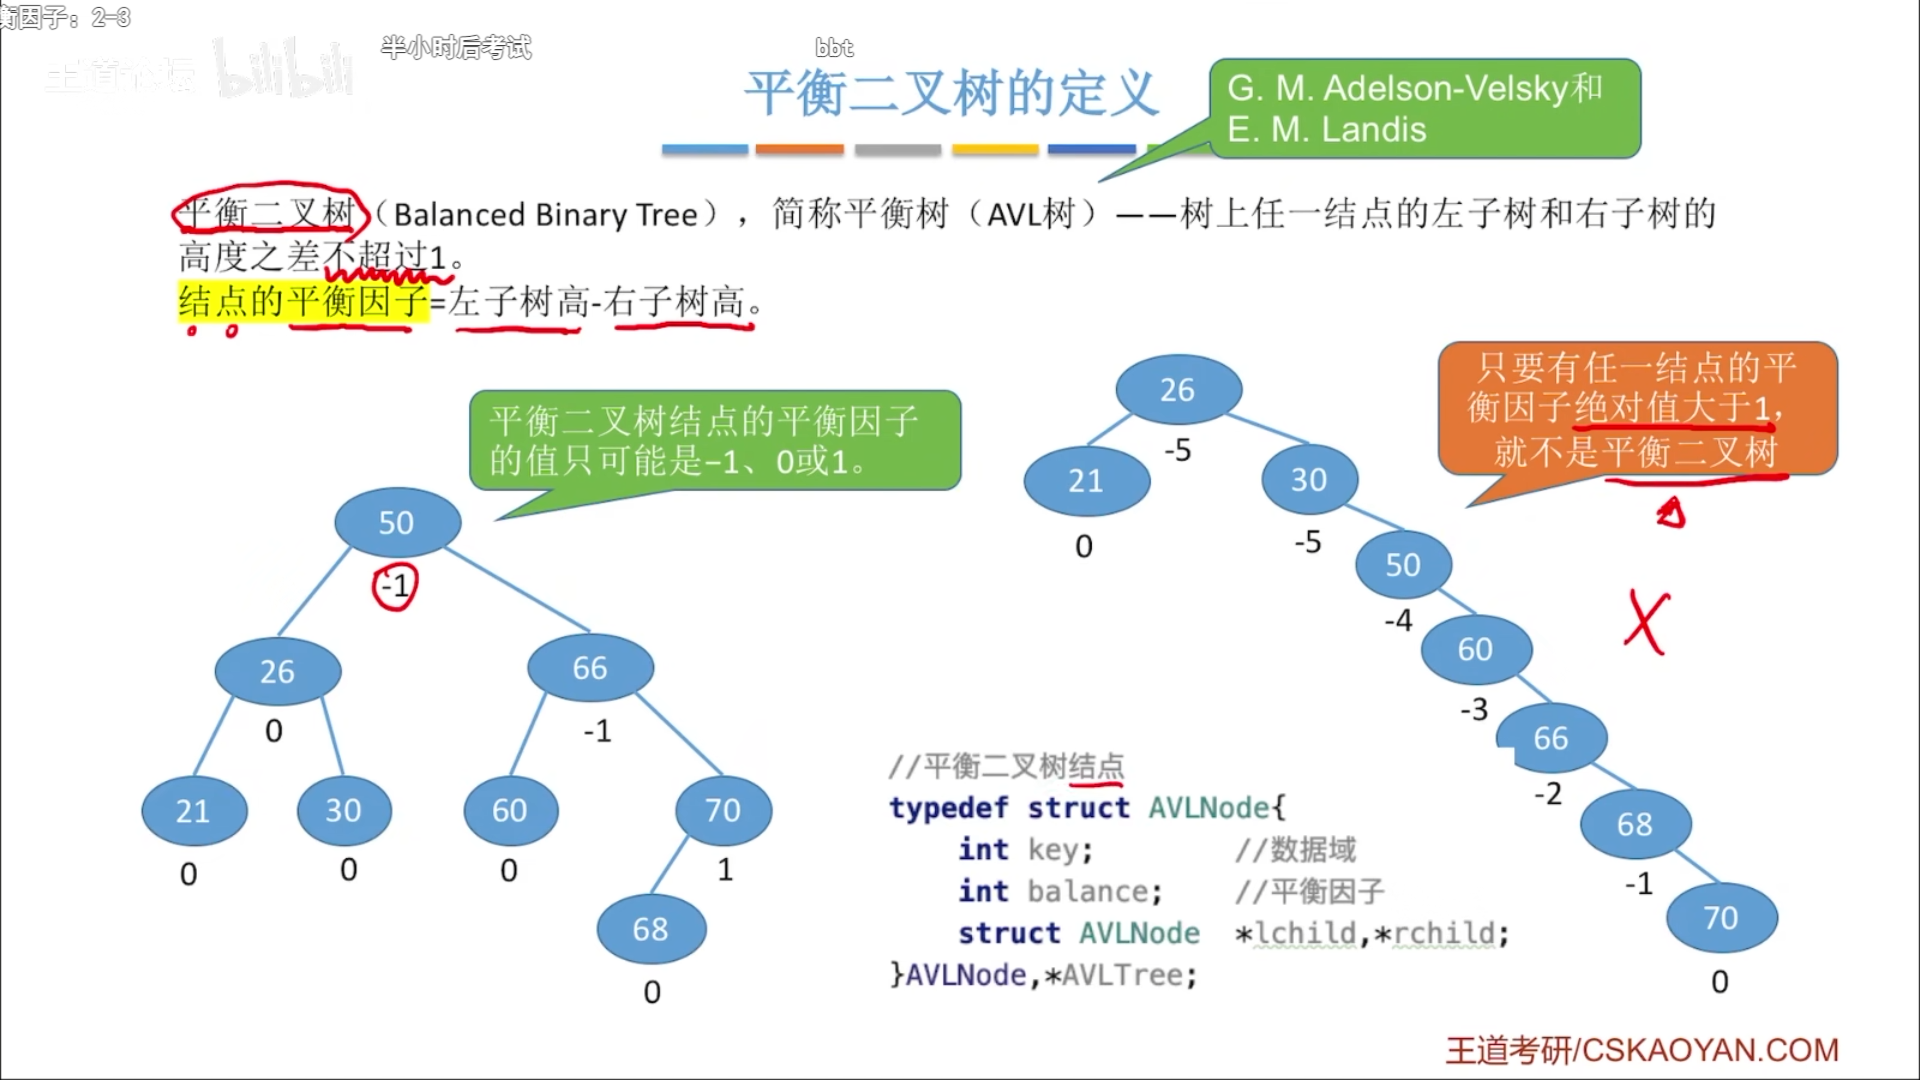 衡因子：2-3
半小时后考试
bbt
王道论坛 bilibili
平衡二叉树的定义
G. M. Adelson-Velsky和
E. M. Landis
平衡二叉树（Balanced Binary Tree），简称平衡树（AVL树）——树上任一结点的左子树和右子树的
高度之差不超过1。
结点的平衡因子=左子树高-右子树高。
平衡二叉树结点的平衡因子
的值只可能是−1、0或1。
50
-1
26
0
66
-1
21
0
30
0
60
0
70
1
68
0
26
-5
21
0
30
-5
50
-4
60
-3
66
-2
68
-1
70
0
只要有任一结点的平
衡因子绝对值大于1，
就不是平衡二叉树
X
//平衡二叉树结点
typedef struct AVLNode{
int key; //数据域
int balance; //平衡因子
struct AVLNode *lchild,*rchild;
}AVLNode,*AVLTree;
王道考研/CSKAOYAN.COM